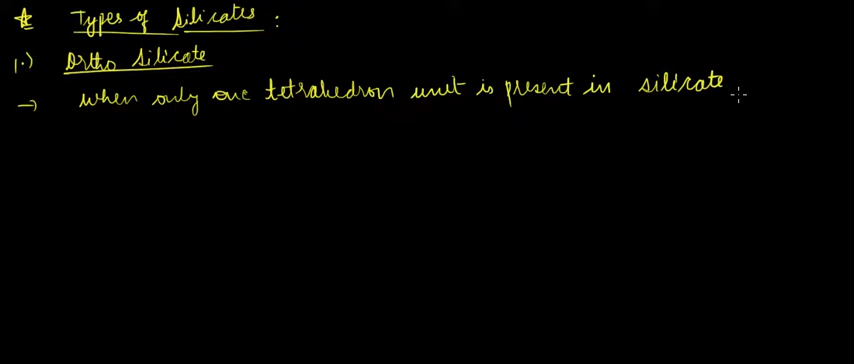 ☆ Types of Silicates :
1.) Ortho Silicate
→ when only one tetrahedron unit is present in silicate